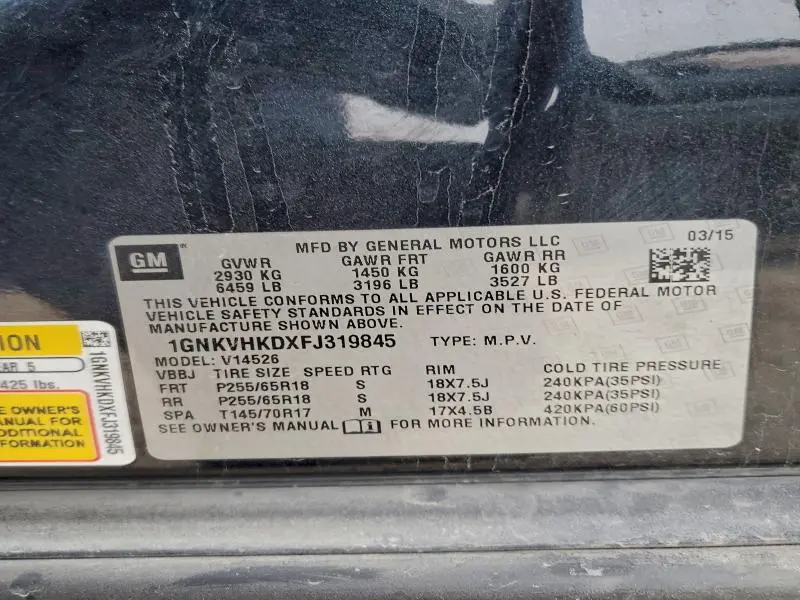 MFD BY GENERAL MOTORS LLC
03/15
GM
GVWR GAWR FRT GAWR RR
2930 KG 1450 KG 1600 KG
6459 LB 3196 LB 3527 LB
THIS VEHICLE CONFORMS TO ALL APPLICABLE U.S. FEDERAL MOTOR
VEHICLE SAFETY STANDARDS IN EFFECT ON THE DATE OF
MANUFACTURE SHOWN ABOVE.
1GNKVHKDXFJ319845 TYPE: M.P.V.
MODEL: V14526
VBBJ TIRE SIZE SPEED RTG RIM COLD TIRE PRESSURE
FRT P255/65R18 S 18X7.5J 240KPA(35PSI)
RR P255/65R18 S 18X7.5J 240KPA(35PSI)
SPA T145/70R17 M 17X4.5B 420KPA(60PSI)
SEE OWNER'S MANUAL FOR MORE INFORMATION.
ION
AR 5
425 lbs.
E OWNER'S
ANUAL FOR
DDITIONAL
FORMATION
1GNKVHKDXFJ319845